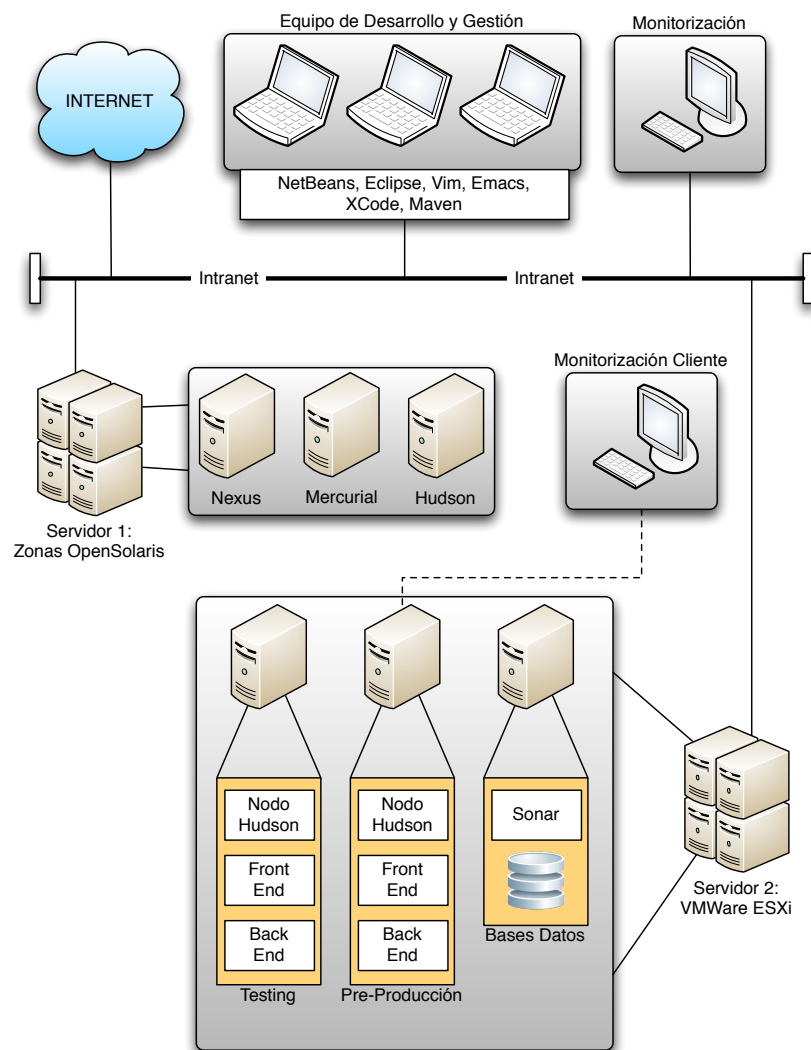 Equipo de Desarrollo y Gestión
Monitorización
INTERNET
NetBeans, Eclipse, Vim, Emacs,
XCode, Maven
Intranet
Intranet
Monitorización Cliente
Nexus
Mercurial
Hudson
Servidor 1:
Zonas OpenSolaris
Nodo
Hudson
Front
End
Back
End
Testing
Nodo
Hudson
Front
End
Back
End
Pre-Producción
Sonar
Bases Datos
Servidor 2:
VMWare ESXi